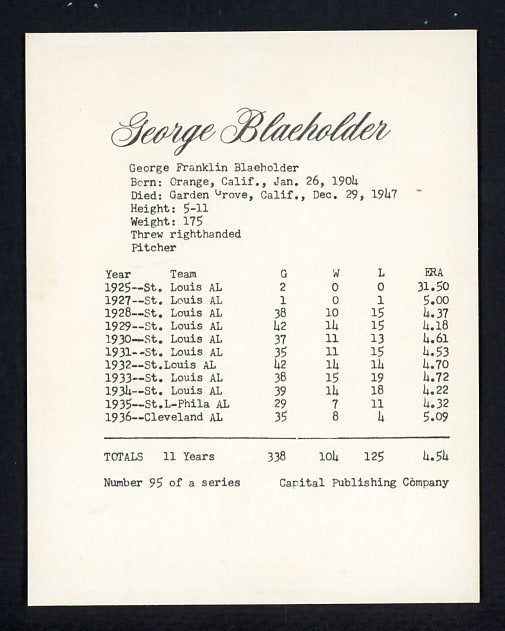 George Blaeholder
George Franklin Blaeholder
Born: Orange, Calif., Jan. 26, 1904
Died: Garden Grove, Calif., Dec. 29, 1947
Height: 5-11
Weight: 175
Threw righthanded
Pitcher
Year Team G W L ERA
1925--St. Louis AL 2 0 0 31.50
1927--St. Louis AL 1 0 1 5.00
1928--St. Louis AL 38 10 15 4.37
1929--St. Louis AL 42 14 15 4.18
1930--St. Louis AL 37 11 13 4.61
1931--St. Louis AL 35 11 15 4.53
1932--St.Louis AL 42 14 14 4.70
1933--St. Louis AL 38 15 19 4.72
1934--St. Louis AL 39 14 18 4.22
1935--St.L-Phila AL 29 7 11 4.32
1936--Cleveland AL 35 8 4 5.09
TOTALS 11 Years 338 104 125 4.54
Number 95 of a series Capital Publishing Company